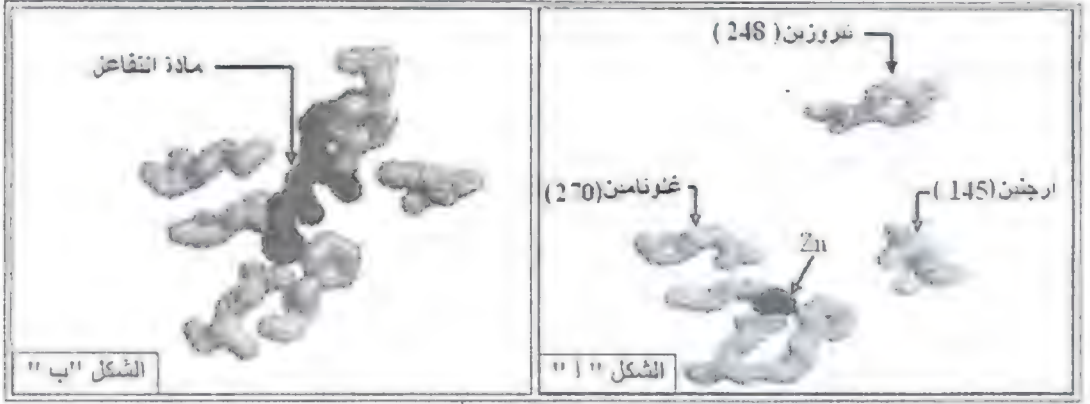 تيروزين (248)
غلوتامين (270)
ارجنين (145)
Zn
الشكل " أ "
مادة التفاعل
الشكل "ب "